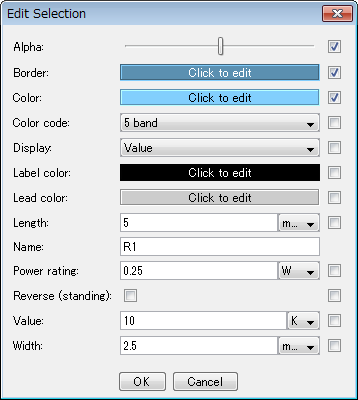 Edit Selection
Alpha:
Border: Click to edit
Color: Click to edit
Color code: 5 band
Display: Value
Label color: Click to edit
Lead color: Click to edit
Length: 5 m...
Name: R1
Power rating: 0.25 W
Reverse (standing):
Value: 10 K
Width: 2.5 m...
OK Cancel